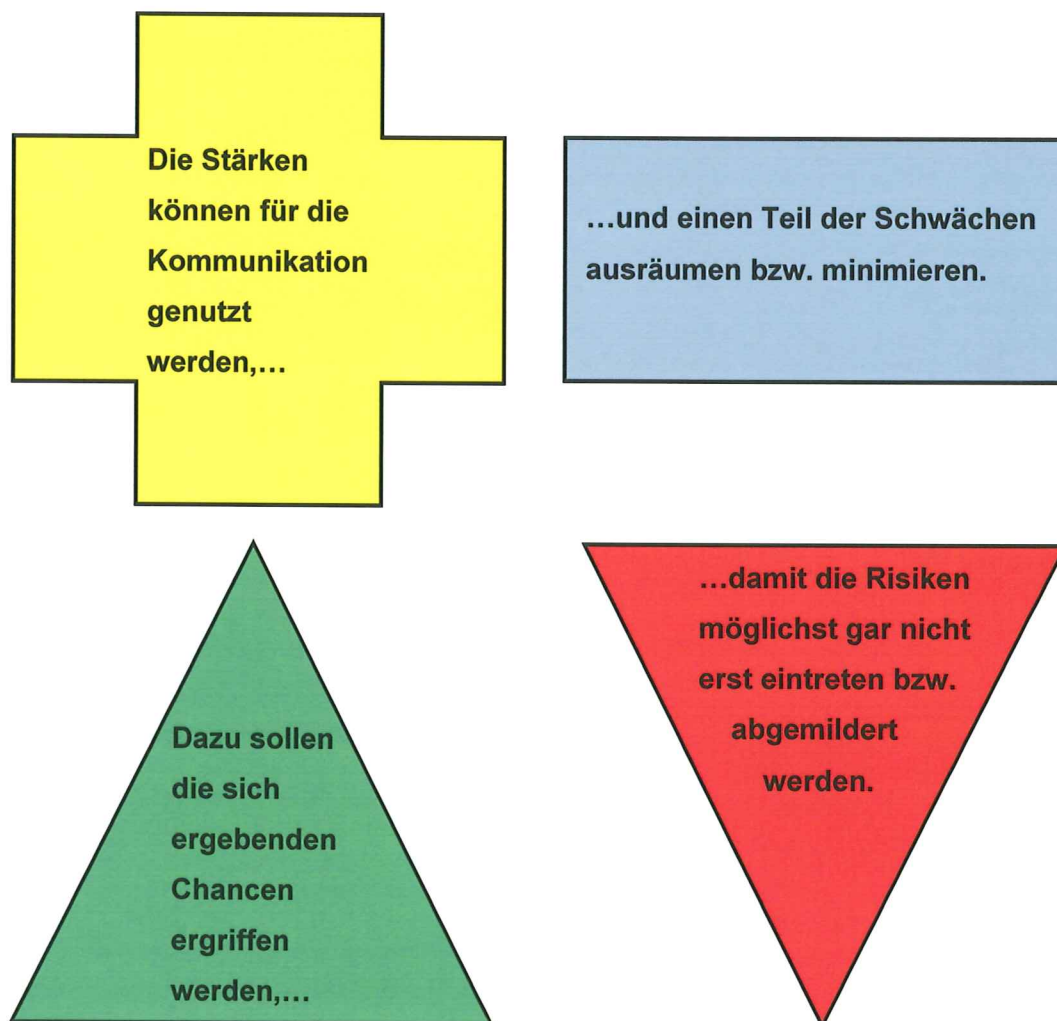 Die Stärken
können für die
Kommunikation
genutzt
werden,...
...und einen Teil der Schwächen
ausräumen bzw. minimieren.
Dazu sollen
die sich
ergebenden
Chancen
ergriffen
werden,...
...damit die Risiken
möglichst gar nicht
erst eintreten bzw.
abgemildert
werden.